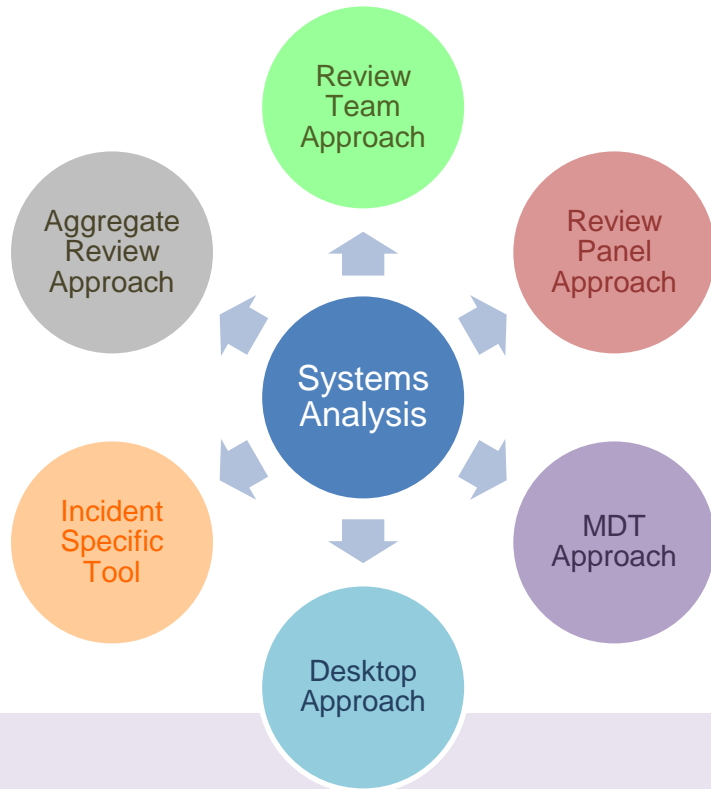 Review
Team
Approach
Aggregate
Review
Approach
Review
Panel
Approach
Systems
Analysis
Incident
Specific
Tool
MDT
Approach
Desktop
Approach